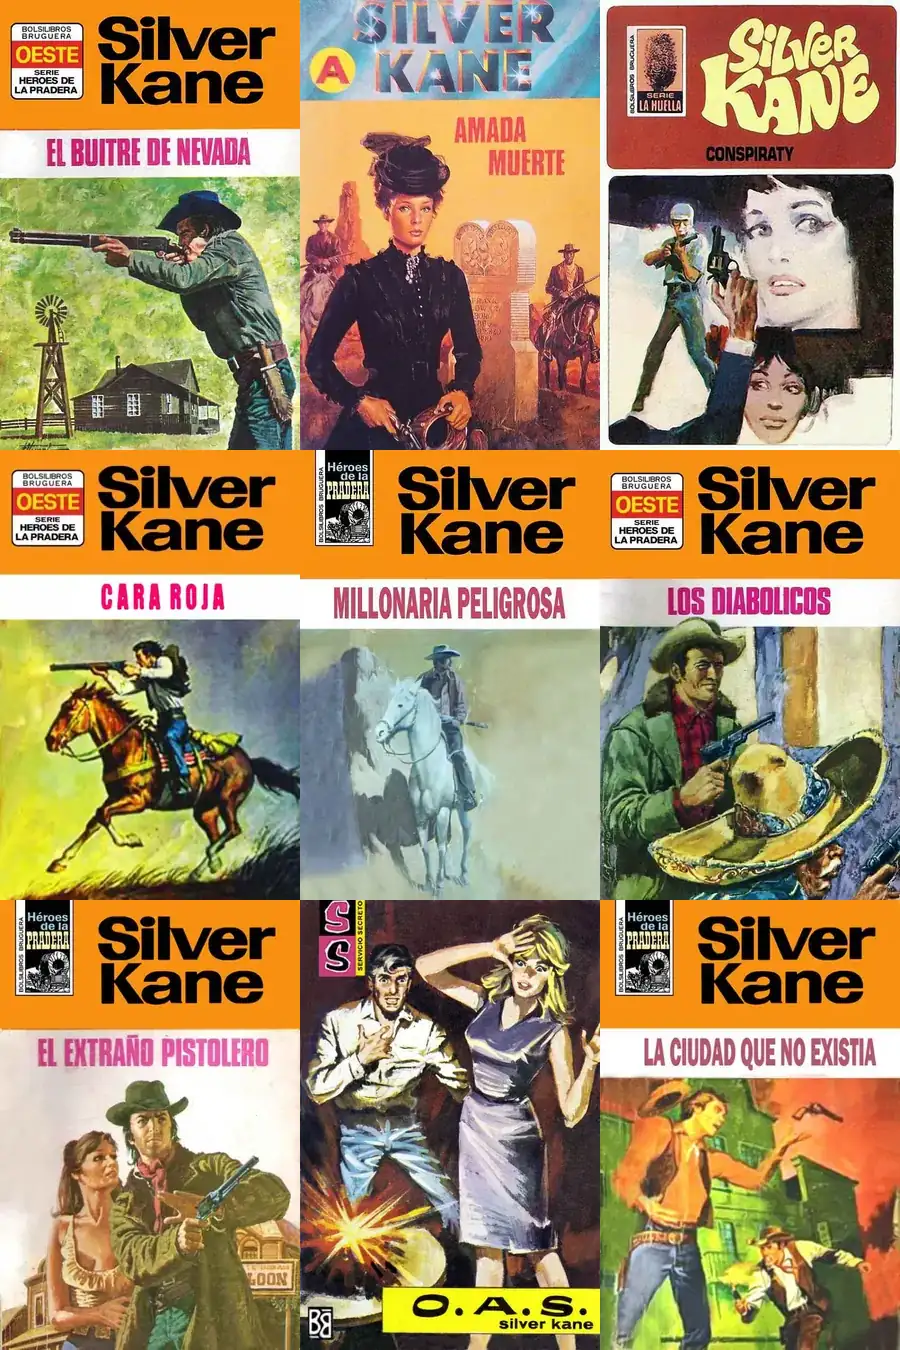 BOLSILIBROS
BRUGUERA
OESTE
SERIE
HEROES DE
LA PRADERA
Silver
Kane
EL BUITRE DE NEVADA
SILVER
KANE
A
AMADA
MUERTE
BOLSILIBROS BRUGUERA
SERIE
LA HUELLA
SILVER
KANE
CONSPIRATY
BOLSILIBROS
BRUGUERA
OESTE
SERIE
HEROES DE
LA PRADERA
Silver
Kane
CARA ROJA
BOLSILIBROS BRUGUERA
Héroes
de la
PRADERA
Silver
Kane
MILLONARIA PELIGROSA
BOLSILIBROS
BRUGUERA
OESTE
SERIE
HEROES DE
LA PRADERA
Silver
Kane
LOS DIABOLICOS
BOLSILIBROS BRUGUERA
Héroes
de la
PRADERA
Silver
Kane
EL EXTRAÑO PISTOLERO
LOON
S
S
SERVICIO SECRETO
O.A.S.
silver kane
BB
BOLSILIBROS BRUGUERA
Héroes
de la
PRADERA
Silver
Kane
LA CIUDAD QUE NO EXISTIA